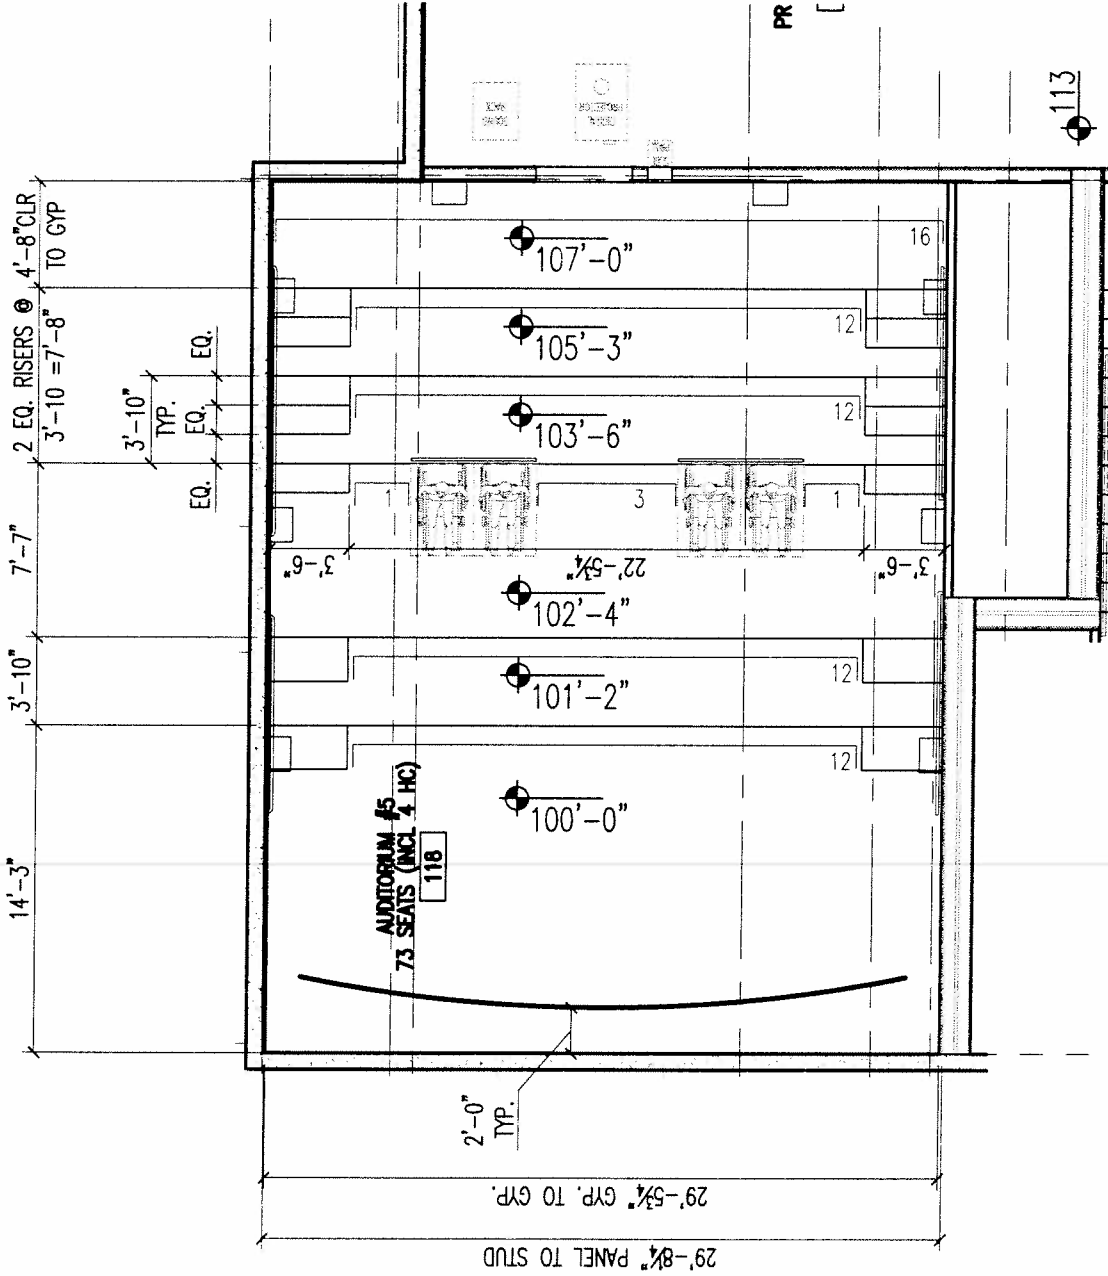 PR
113
4'-8"CLR
TO GYP
2 EQ. RISERS @
3'-10 =7'-8"
EQ.
3'-10"
TYP.
EQ.
EQ.
7'-7"
3'-10"
14'-3"
107'-0"
16
105'-3"
12
103'-6"
12
1
3
1
3'-6"
22'-5¾"
3'-6"
102'-4"
101'-2"
12
12
100'-0"
AUDITORIUM #5
73 SEATS (INCL 4 HC)
118
2'-0"
TYP.
29'-5¾" GYP. TO GYP.
29'-8¼" PANEL TO STUD